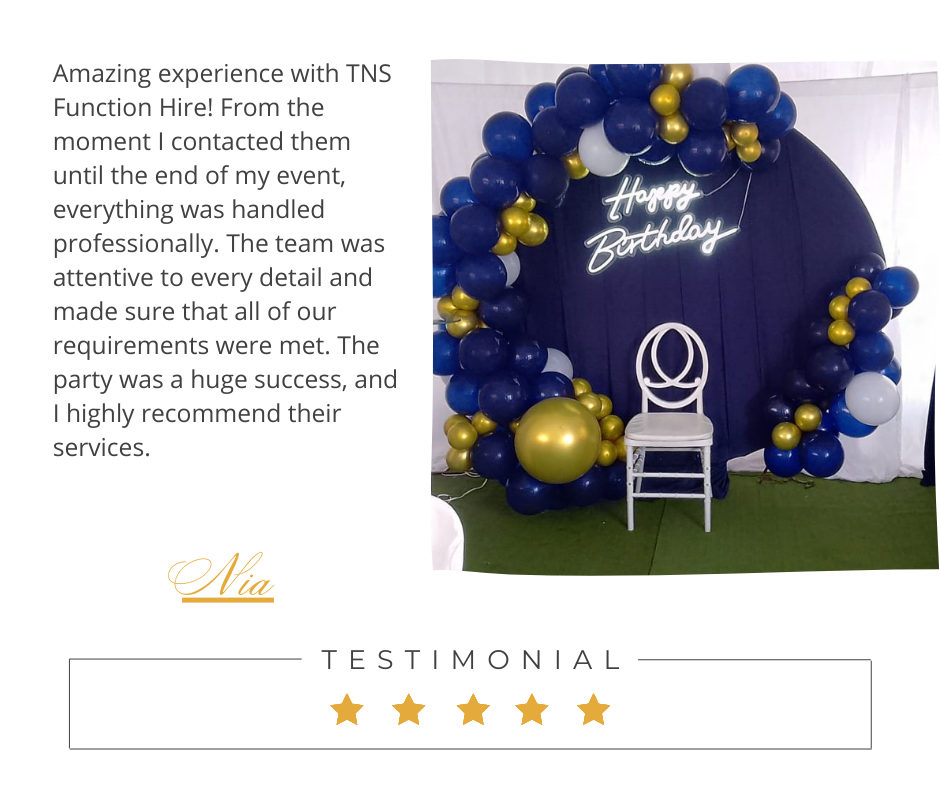 Amazing experience with TNS
Function Hire! From the
moment I contacted them
until the end of my event,
everything was handled
professionally. The team was
attentive to every detail and
made sure that all of our
requirements were met. The
party was a huge success, and
I highly recommend their
services.
Happy
Birthday
Nia
TESTIMONIAL